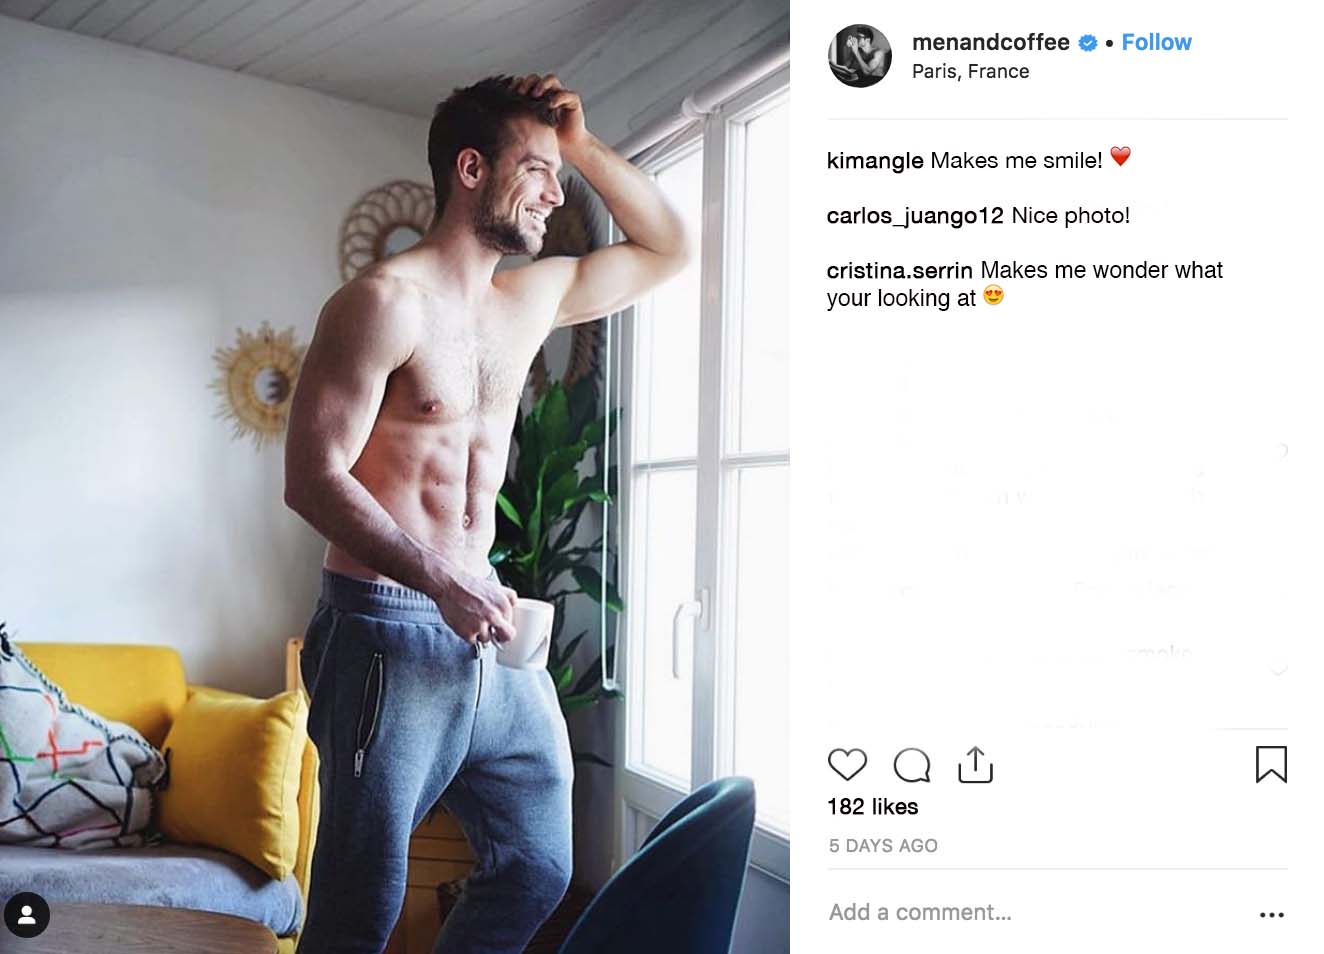 menandcoffee • Follow
Paris, France
kimangle Makes me smile! ❤️
carlos_juango12 Nice photo!
cristina.serrin Makes me wonder what
your looking at 😍
182 likes
5 DAYS AGO
Add a comment...